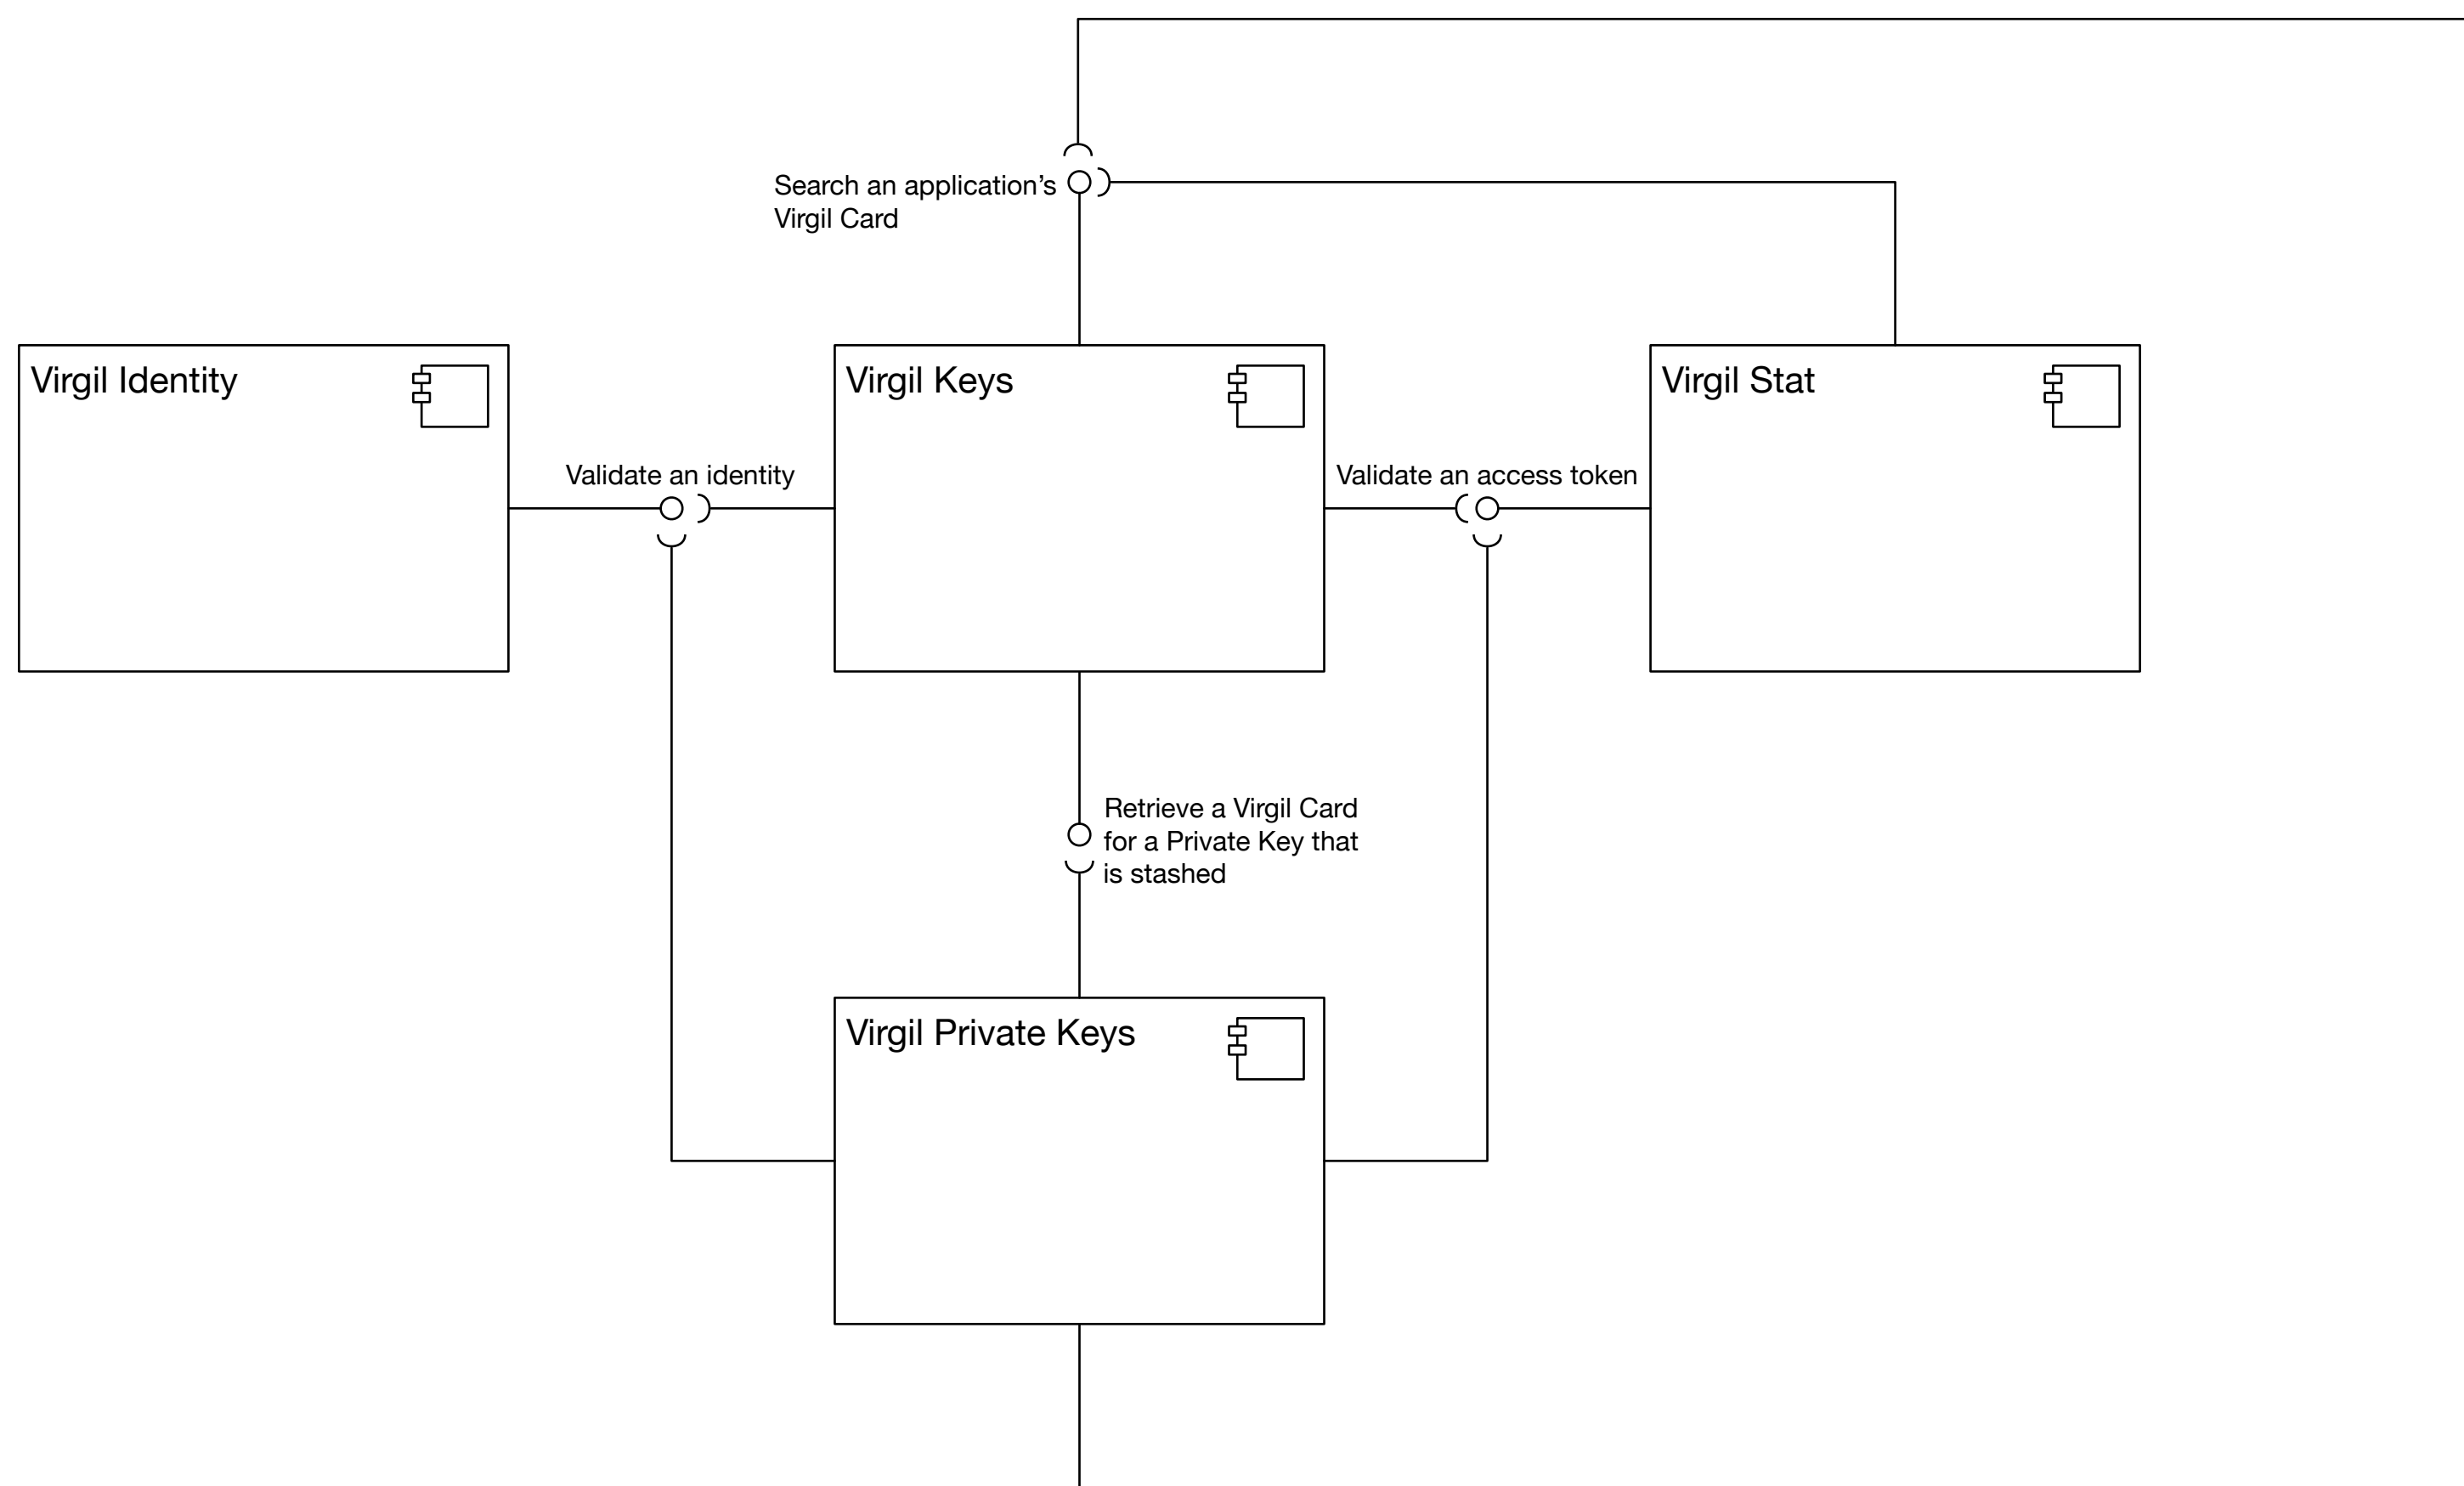 Search an application’s
Virgil Card
Virgil Identity
Virgil Keys
Virgil Stat
Validate an identity
Validate an access token
Retrieve a Virgil Card
for a Private Key that
is stashed
Virgil Private Keys